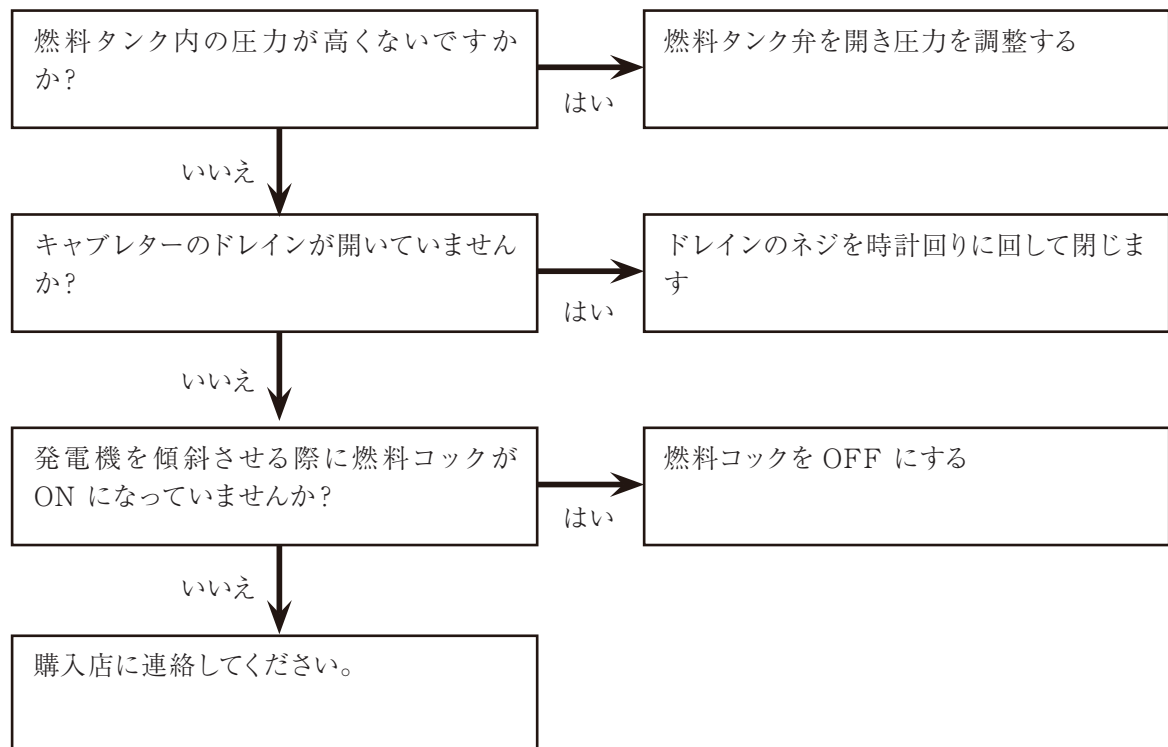 燃料タンク内の圧力が高くないですか
か?
燃料タンク弁を開き圧力を調整する
はい
いいえ
キャブレターのドレインが開いていません
か?
ドレインのネジを時計回りに回して閉じま
す
はい
いいえ
発電機を傾斜させる際に燃料コックが
ON になっていませんか?
燃料コックを OFF にする
はい
いいえ
購入店に連絡してください。